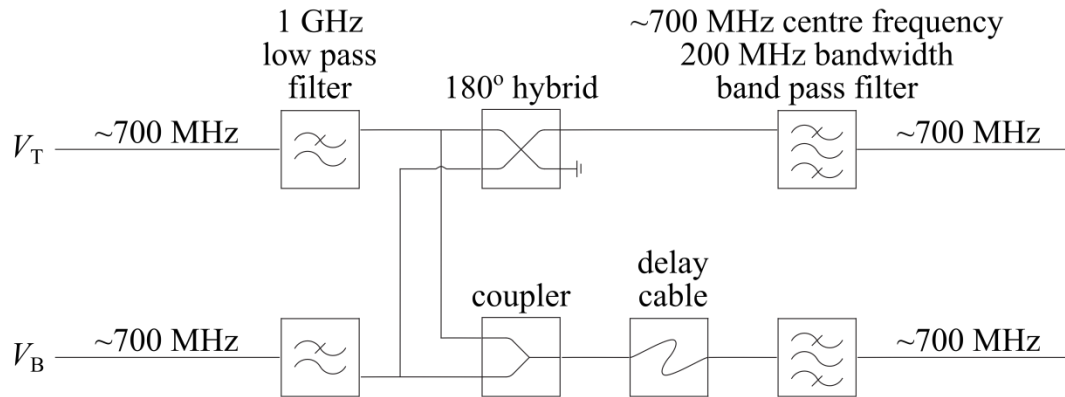 1 GHz
low pass
filter
~700 MHz centre frequency
200 MHz bandwidth
band pass filter
180º hybrid
V_T
~700 MHz
~700 MHz
coupler
delay
cable
V_B
~700 MHz
~700 MHz